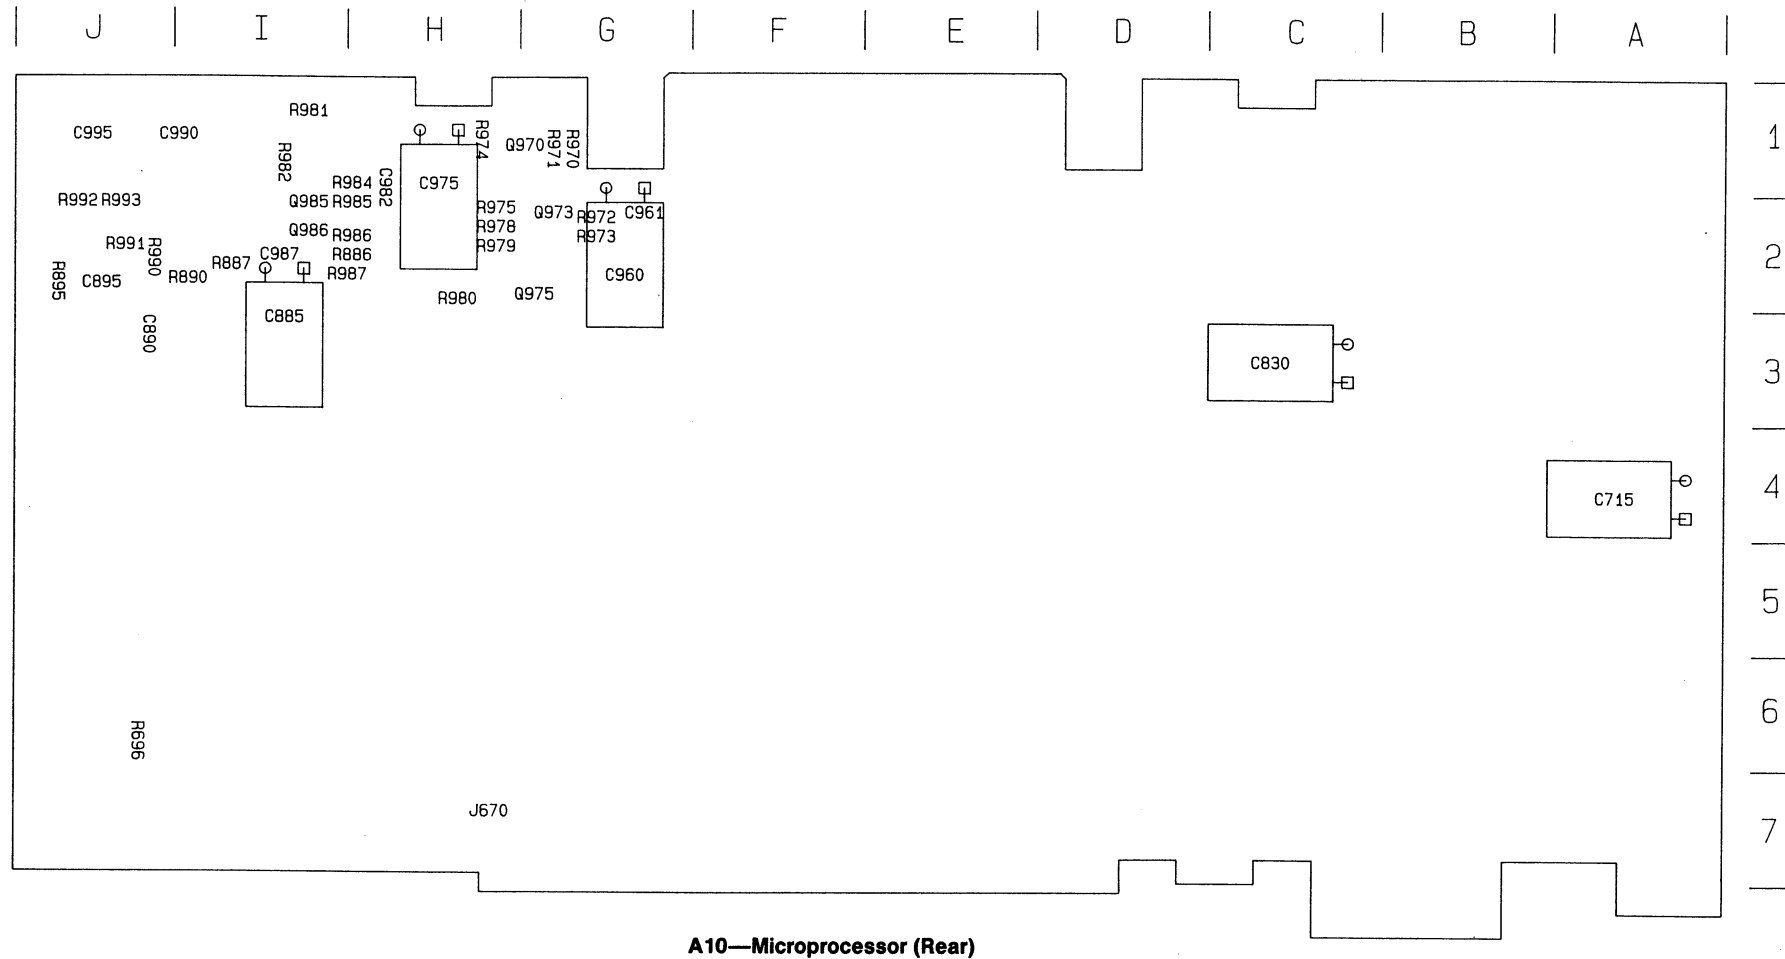 J I H G F E D C B A
R981
C995 C990 R974 Q970 R971 R970 1
R982
R984 C982 C975
R992 R993 Q985 R985 R975 Q973 R972 C961
Q986 R986 R978 R973
R991 R990 C987 R886 R979 2
R895 C895 R890 R887 R987 C960
R980 Q975
C885
C890
C830 3
C715 4
5
R696 6
J670
7
A10—Microprocessor (Rear)